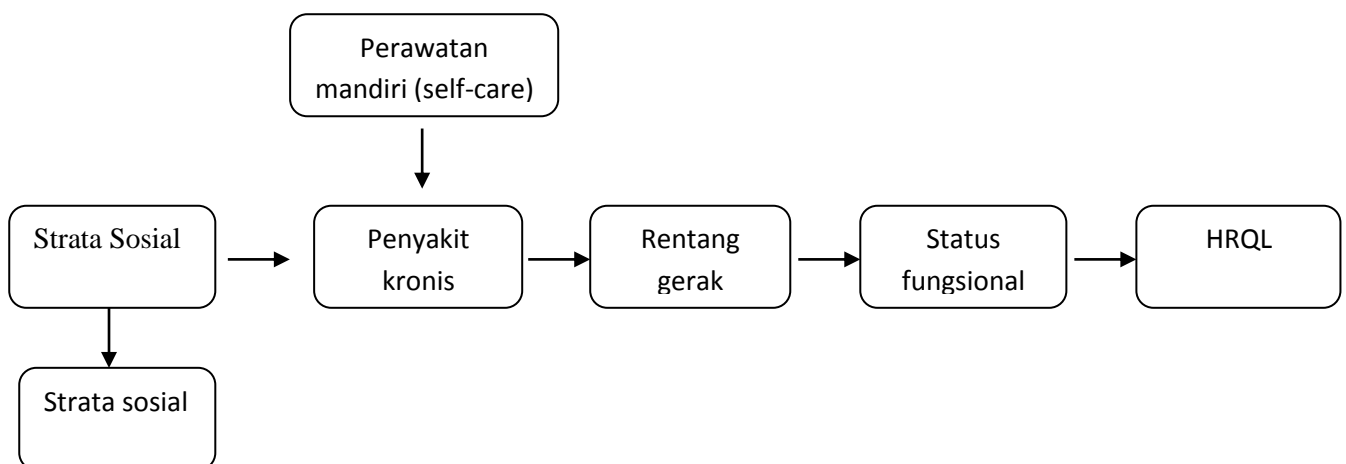 Perawatan
mandiri (self-care)
Strata Sosial
Penyakit
kronis
Rentang
gerak
Status
fungsional
HRQL
Strata sosial